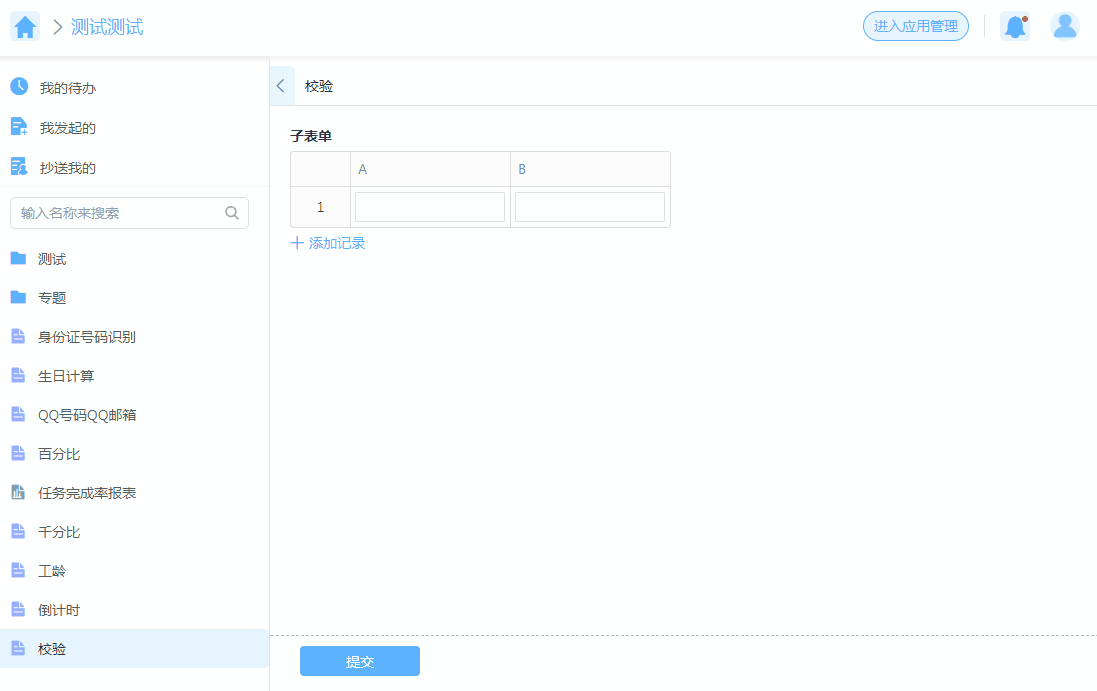 测试测试
进入应用管理
我的待办
我发起的
抄送我的
输入名称来搜索
测试
专题
身份证号码识别
生日计算
QQ号码QQ邮箱
百分比
任务完成率报表
千分比
工龄
倒计时
校验
校验
子表单
A B
1
添加记录
提交